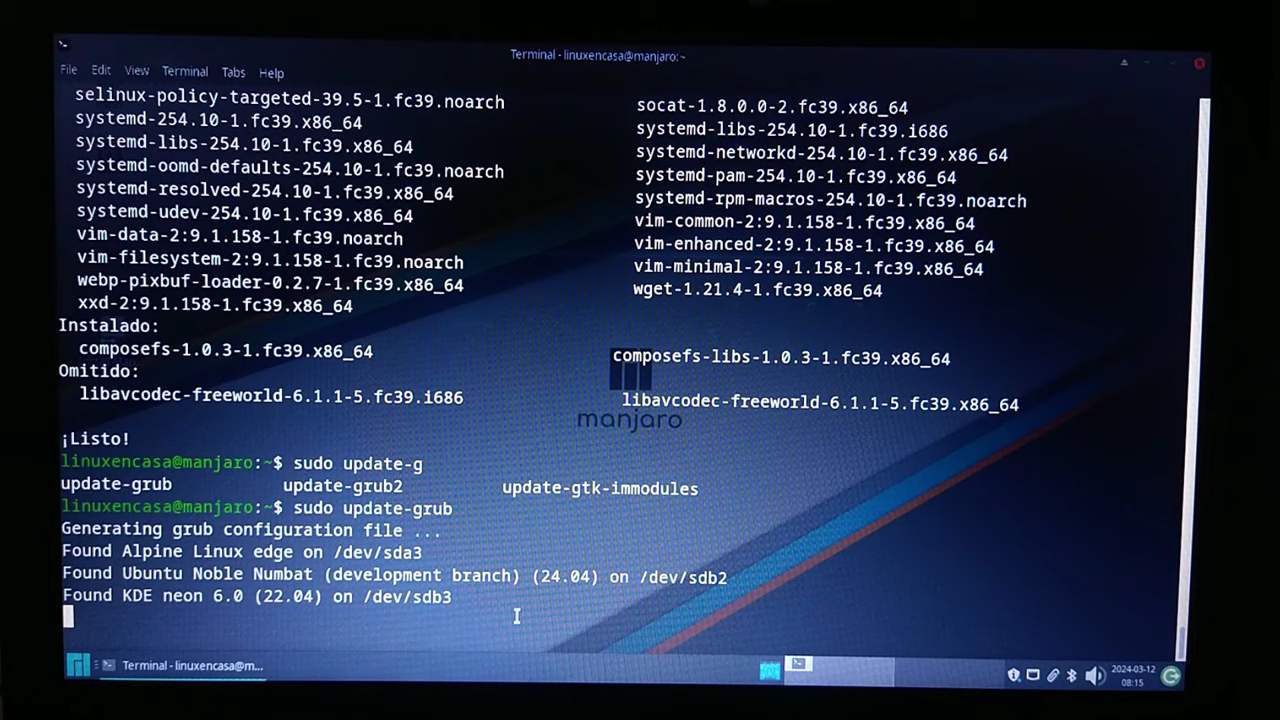 Terminal - linuxencasa@manjaro:~
File Edit View Terminal Tabs Help
selinux-policy-targeted-39.5-1.fc39.noarch socat-1.8.0.0-2.fc39.x86_64
systemd-254.10-1.fc39.x86_64 systemd-libs-254.10-1.fc39.i686
systemd-libs-254.10-1.fc39.x86_64 systemd-networkd-254.10-1.fc39.x86_64
systemd-oomd-defaults-254.10-1.fc39.noarch systemd-pam-254.10-1.fc39.x86_64
systemd-resolved-254.10-1.fc39.x86_64 systemd-rpm-macros-254.10-1.fc39.noarch
systemd-udev-254.10-1.fc39.x86_64 vim-common-2:9.1.158-1.fc39.x86_64
vim-data-2:9.1.158-1.fc39.noarch vim-enhanced-2:9.1.158-1.fc39.x86_64
vim-filesystem-2:9.1.158-1.fc39.noarch vim-minimal-2:9.1.158-1.fc39.x86_64
webp-pixbuf-loader-0.2.7-1.fc39.x86_64 wget-1.21.4-1.fc39.x86_64
xxd-2:9.1.158-1.fc39.x86_64
Instalado:
composefs-1.0.3-1.fc39.x86_64 composefs-libs-1.0.3-1.fc39.x86_64
Omitido:
libavcodec-freeworld-6.1.1-5.fc39.i686 libavcodec-freeworld-6.1.1-5.fc39.x86_64
manjaro
¡Listo!
linuxencasa@manjaro:~$ sudo update-g
update-grub update-grub2 update-gtk-immodules
linuxencasa@manjaro:~$ sudo update-grub
Generating grub configuration file ...
Found Alpine Linux edge on /dev/sda3
Found Ubuntu Noble Numbat (development branch) (24.04) on /dev/sdb2
Found KDE neon 6.0 (22.04) on /dev/sdb3
Terminal - linuxencasa@m...
2024-03-12
08:15